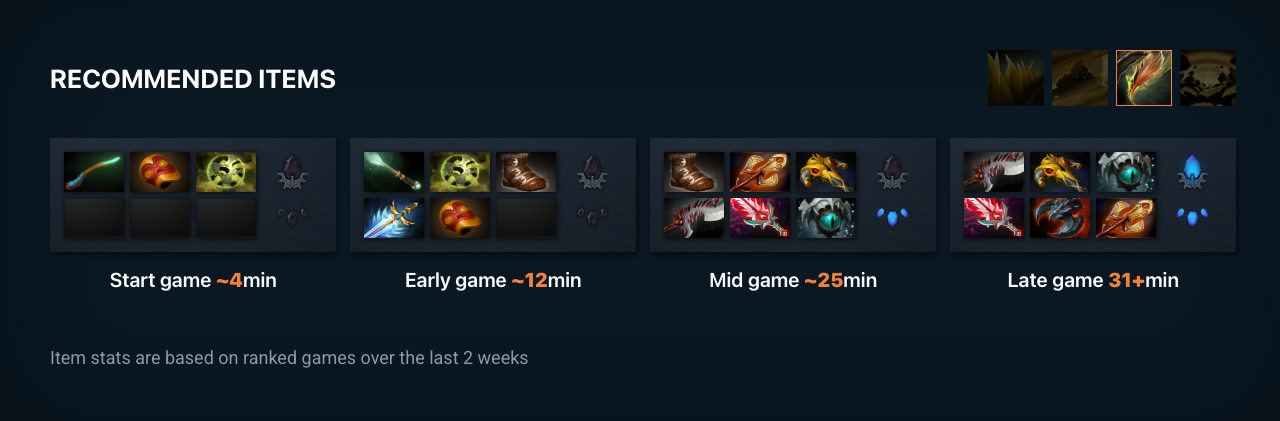 RECOMMENDED ITEMS
Start game ~4min
Early game ~12min
Mid game ~25min
Late game 31+min
Item stats are based on ranked games over the last 2 weeks